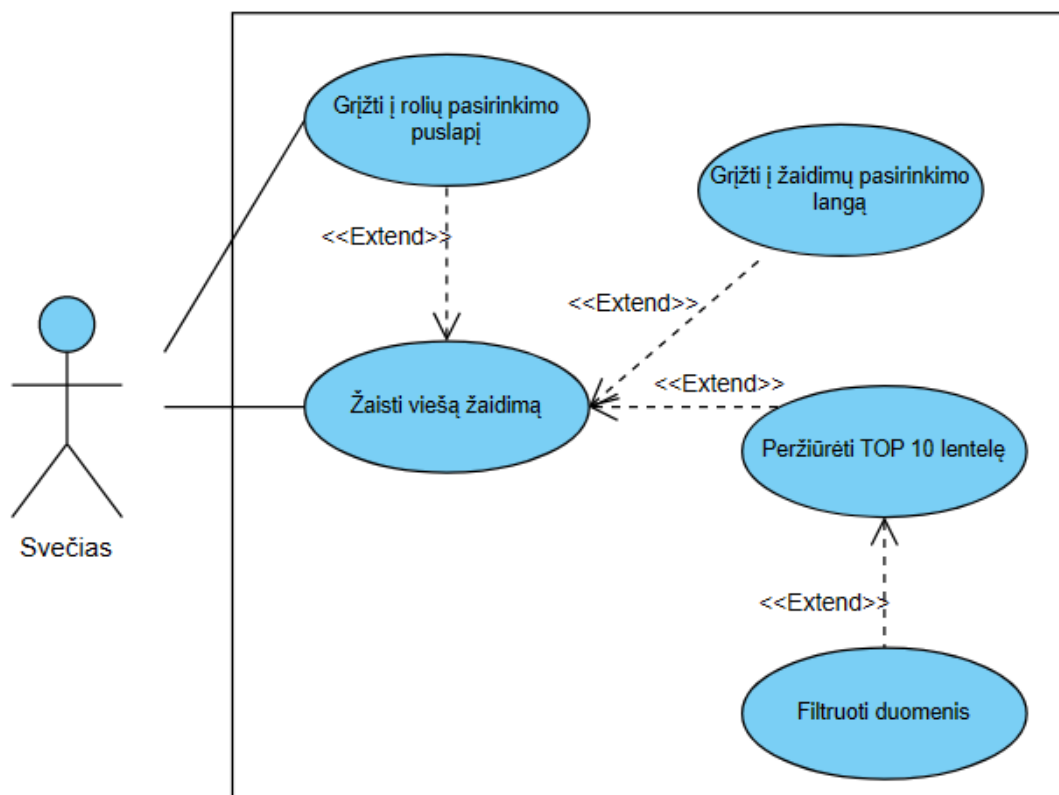 Grįžti į rolių pasirinkimo
puslapį
Grįžti į žaidimų pasirinkimo
langą
<<Extend>>
<<Extend>>
<<Extend>>
Žaisti viešą žaidimą
Peržiūrėti TOP 10 lentelę
Svečias
<<Extend>>
Filtruoti duomenis